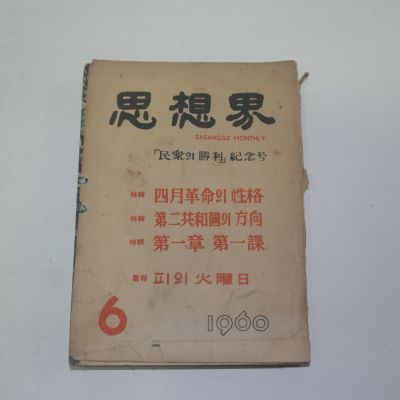 思想界
SASANGGE MONTHLY
「民衆의 勝利」紀念号
特輯 四月革命의 性格
特輯 第二共和國의 方向
特輯 第一章 第一課
畵報 피의 火曜日
6 1960